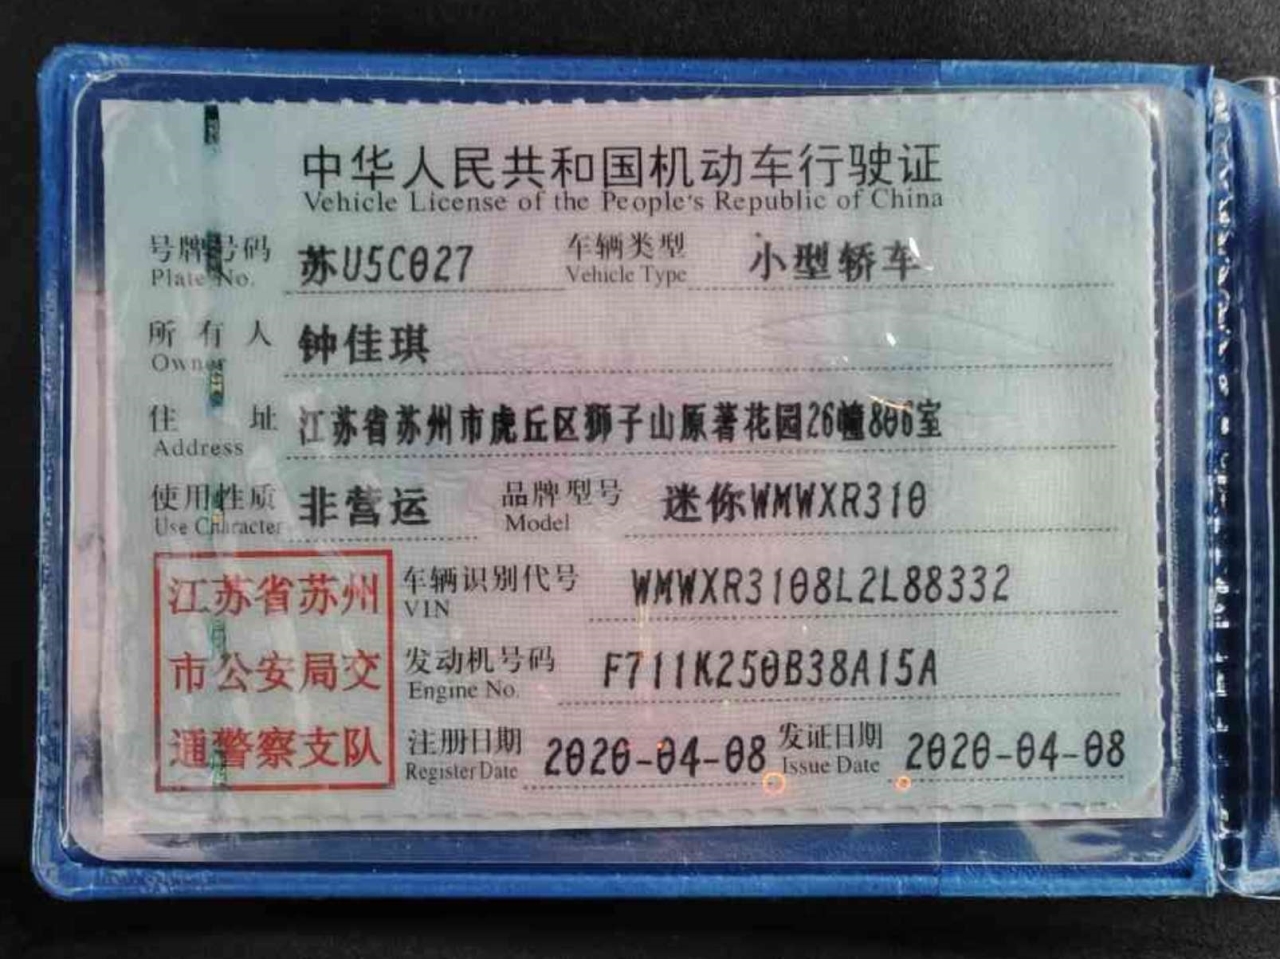 中华人民共和国机动车行驶证
Vehicle License of the People's Republic of China
号牌号码 苏U5C027 车辆类型 小型轿车
Plate No. Vehicle Type
所有人 钟佳琪
Owner
住址 江苏省苏州市虎丘区狮子山原著花园26幢806室
Address
使用性质 非营运 品牌型号 迷你WMWXR310
Use Character Model
江苏省苏州 车辆识别代号 WMWXR3108L2L88332
VIN
市公安局交 发动机号码 F711K250B38A15A
Engine No.
通警察支队 注册日期 2020-04-08 发证日期 2020-04-08
Register Date Issue Date